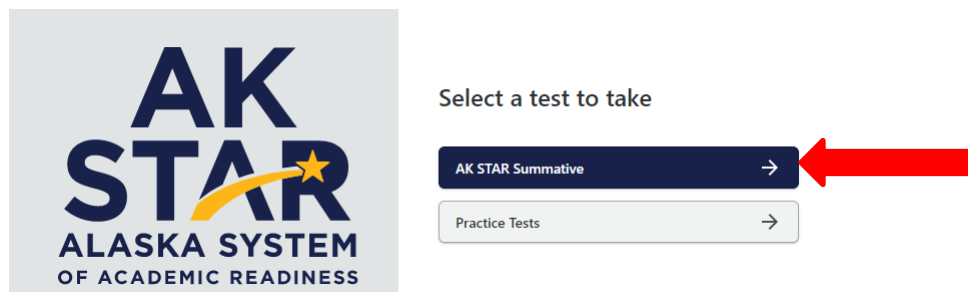 AK
STAR
ALASKA SYSTEM
OF ACADEMIC READINESS
Select a test to take
AK STAR Summative
Practice Tests